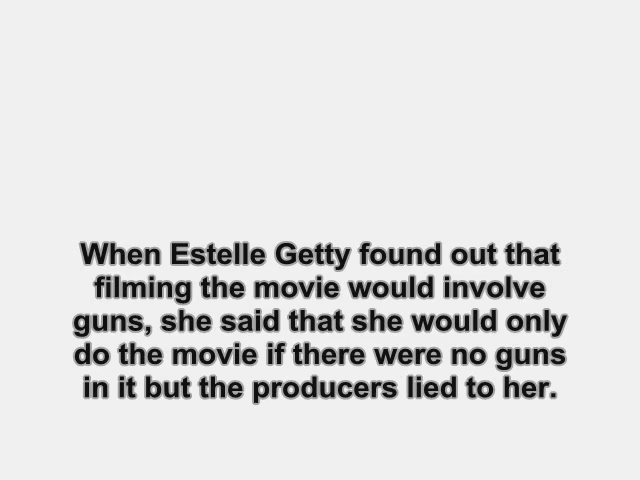 When Estelle Getty found out that
filming the movie would involve
guns, she said that she would only
do the movie if there were no guns
in it but the producers lied to her.